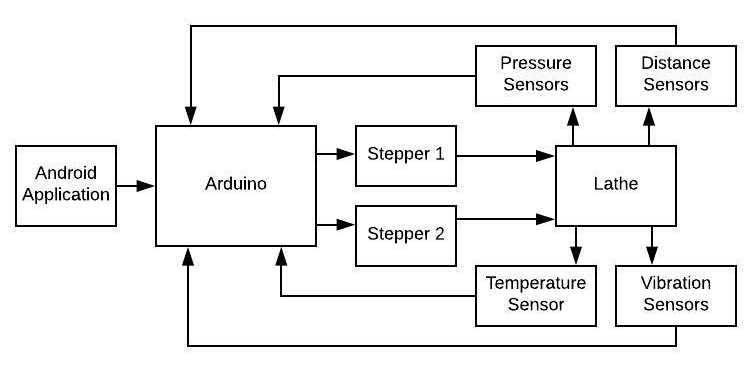 Pressure
Sensors
Distance
Sensors
Android
Application
Arduino
Stepper 1
Lathe
Stepper 2
Temperature
Sensor
Vibration
Sensors